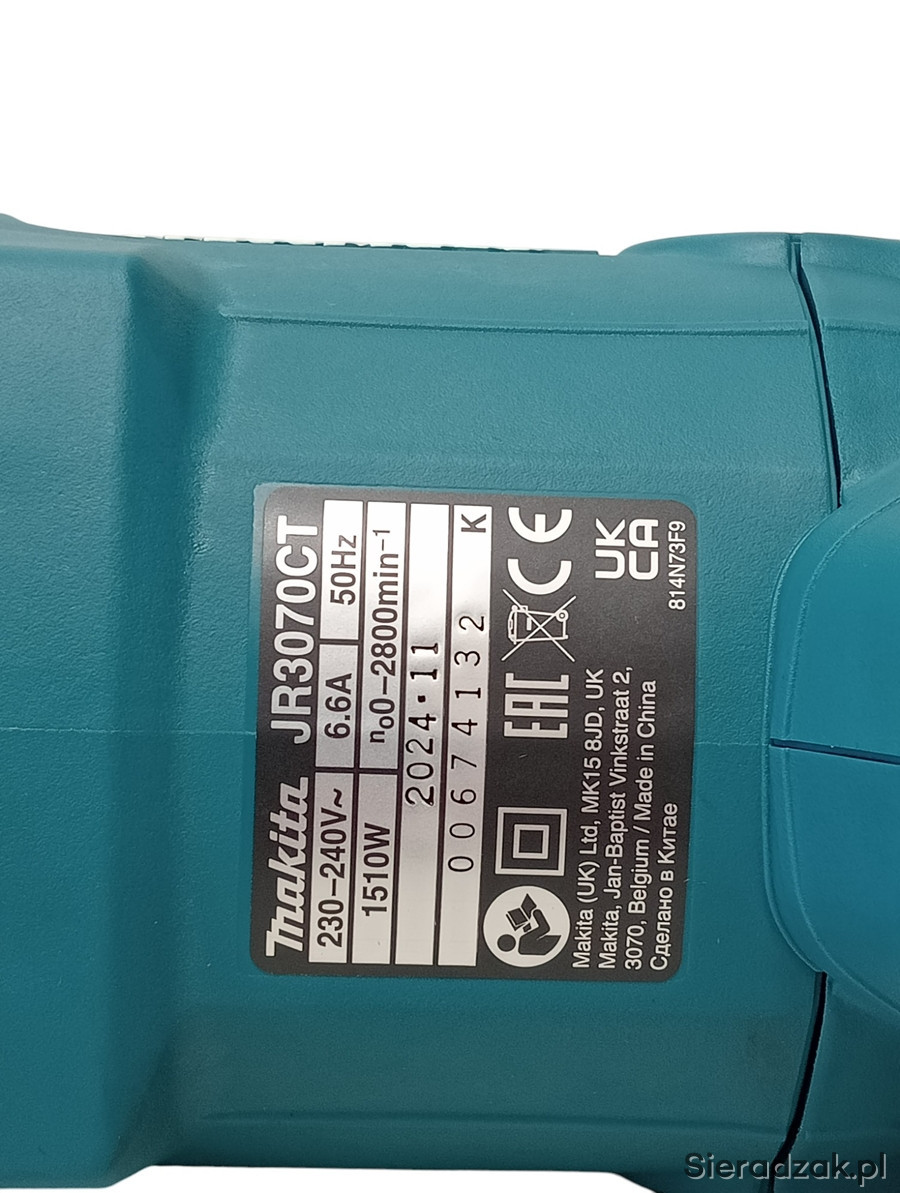 makita JR3070CT
230–240V~ 6.6A 50Hz
1510W n₀0–2800min⁻¹
2024·11
0067 4132 K
EAC CE
UK
CA
Makita (UK) Ltd, MK15 8JD, UK
Makita, Jan-Baptist Vinkstraat 2,
3070, Belgium / Made in China
Сделано в Китае
814N73F9
Sieradzak.pl